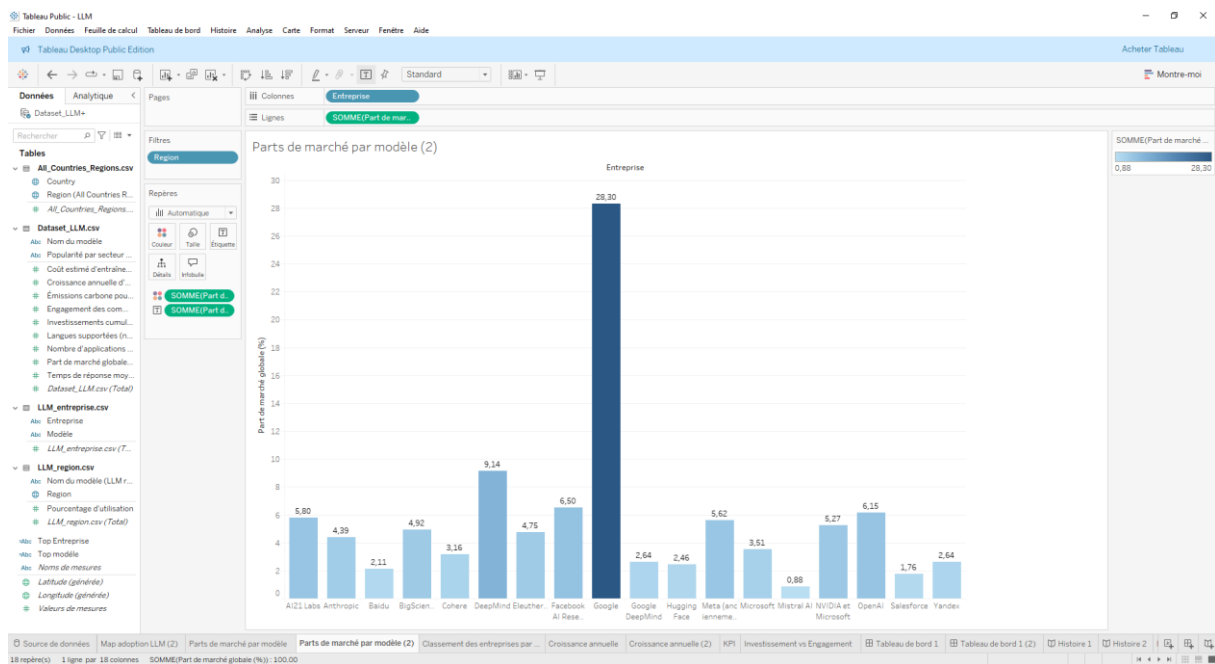 Tableau Public - LLM
Fichier Données Feuille de calcul Tableau de bord Histoire Analyse Carte Format Serveur Fenêtre Aide
Tableau Desktop Public Edition Acheter Tableau
Standard Montre-moi
Données Analytique
Dataset_LLM+
Rechercher
Tables
All_Countries_Regions.csv
Country
Region (All Countries R...
All_Countries_Regions...
Dataset_LLM.csv
Abc Nom du modèle
Abc Popularité par secteur ...
Coût estimé d'entraîne...
Croissance annuelle d'...
Émissions carbone pou...
Engagement des com...
Investissements cumul...
Langues supportées (n...
Nombre d'applications ...
Part de marché globale...
Temps de réponse moy...
Dataset_LLM.csv (Total)
LLM_entreprise.csv
Abc Entreprise
Abc Modèle
LLM_entreprise.csv (T...
LLM_region.csv
Abc Nom du modèle (LLM r...
Region
Pourcentage d'utilisation
LLM_region.csv (Total)
Abc Top Entreprise
Abc Top modèle
Abc Noms de mesures
Latitude (générée)
Longitude (générée)
Valeurs de mesures
Pages
Filtres
Region
Repères
Automatique
Couleur Taille Étiquette
Détails Infobulle
SOMME(Part d..
SOMME(Part d..
Colonnes Entreprise
Lignes SOMME(Part de mar..
Parts de marché par modèle (2)
Entreprise
Part de marché globale (%)
30
28
26
24
22
20
18
16
14
12
10
8
6
4
2
0
5,80
4,39
2,11
4,92
3,16
9,14
4,75
6,50
28,30
2,64
2,46
5,62
3,51
0,88
5,27
6,15
1,76
2,64
AI21 Labs Anthropic Baidu BigScien.. Cohere DeepMind Eleuther.. Facebook Google Google Hugging Meta (anc Microsoft Mistral AI NVIDIA et OpenAI Salesforce Yandex
AI Rese.. DeepMind Face ienneme.. Microsoft
SOMME(Part de marché ...
0,88 28,30
Source de données Map adoption LLM (2) Parts de marché par modèle Parts de marché par modèle (2) Classement des entreprises par ... Croissance annuelle Croissance annuelle (2) KPI Investissement vs Engagement Tableau de bord 1 Tableau de bord 1 (2) Histoire 1 Histoire 2
18 repère(s) 1 ligne par 18 colonnes SOMME(Part de marché globale (%)): 100,00